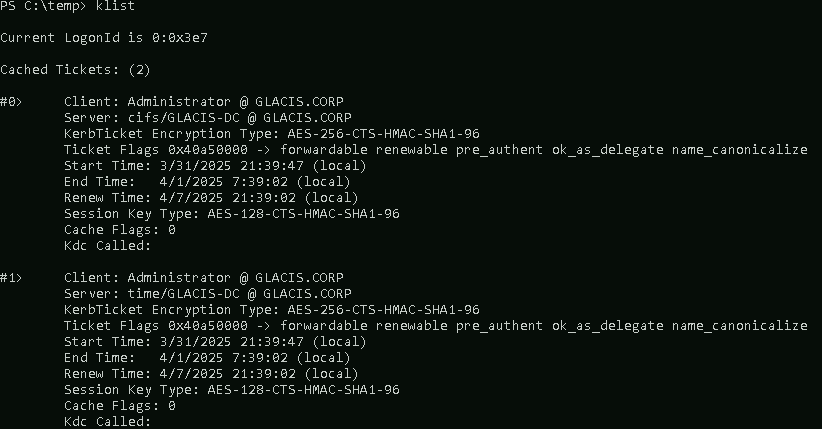 PS C:\temp> klist
Current LogonId is 0:0x3e7
Cached Tickets: (2)
#0> Client: Administrator @ GLACIS.CORP
Server: cifs/GLACIS-DC @ GLACIS.CORP
KerbTicket Encryption Type: AES-256-CTS-HMAC-SHA1-96
Ticket Flags 0x40a50000 -> forwardable renewable pre_authent ok_as_delegate name_canonicalize
Start Time: 3/31/2025 21:39:47 (local)
End Time: 4/1/2025 7:39:02 (local)
Renew Time: 4/7/2025 21:39:02 (local)
Session Key Type: AES-128-CTS-HMAC-SHA1-96
Cache Flags: 0
Kdc Called:
#1> Client: Administrator @ GLACIS.CORP
Server: time/GLACIS-DC @ GLACIS.CORP
KerbTicket Encryption Type: AES-256-CTS-HMAC-SHA1-96
Ticket Flags 0x40a50000 -> forwardable renewable pre_authent ok_as_delegate name_canonicalize
Start Time: 3/31/2025 21:39:47 (local)
End Time: 4/1/2025 7:39:02 (local)
Renew Time: 4/7/2025 21:39:02 (local)
Session Key Type: AES-128-CTS-HMAC-SHA1-96
Cache Flags: 0
Kdc Called: